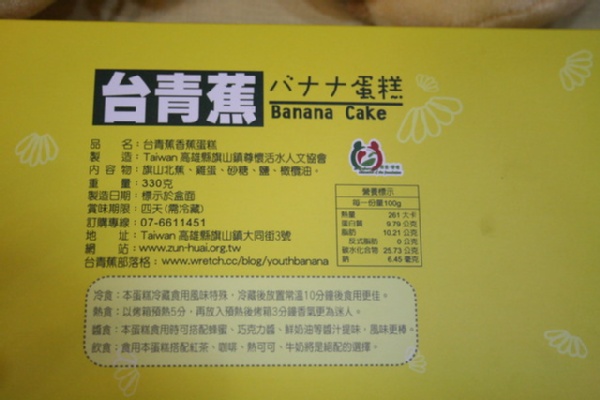 台青蕉
バナナ蛋糕
Banana Cake
品 名：台青蕉香蕉蛋糕
製 造：Taiwan 高雄縣旗山鎮尊懷活水人文協會
內 容 物：旗山北蕉、雞蛋、砂糖、鹽、橄欖油。
重 量：330克
製造日期：標示於盒面
賞味期限：四天(需冷藏)
訂購專線：07-6611451
地 址：Taiwan 高雄縣旗山鎮大同街3號
網 站：www.zun-huai.org.tw
台青蕉部落格：www.wretch.cc/blog/youthbanana
營養標示
每一份量100g
熱量 261 大卡
蛋白質 9.79 公克
脂肪 10.21 公克
反式脂肪 0 公克
碳水化合物 25.73 公克
鈉 6.45 毫克
冷食：本蛋糕冷藏食用風味特殊，冷藏後放置常溫10分鐘後食用更佳。
熱食：以烤箱預熱5分，再放入預熱後烤箱3分鐘香氣更為迷人。
醬食：本蛋糕食用時可搭配蜂蜜、巧克力醬、鮮奶油等醬汁提味，風味更棒。
飲食：食用本蛋糕搭配紅茶、咖啡、熱可可、牛奶將是絕配的選擇。